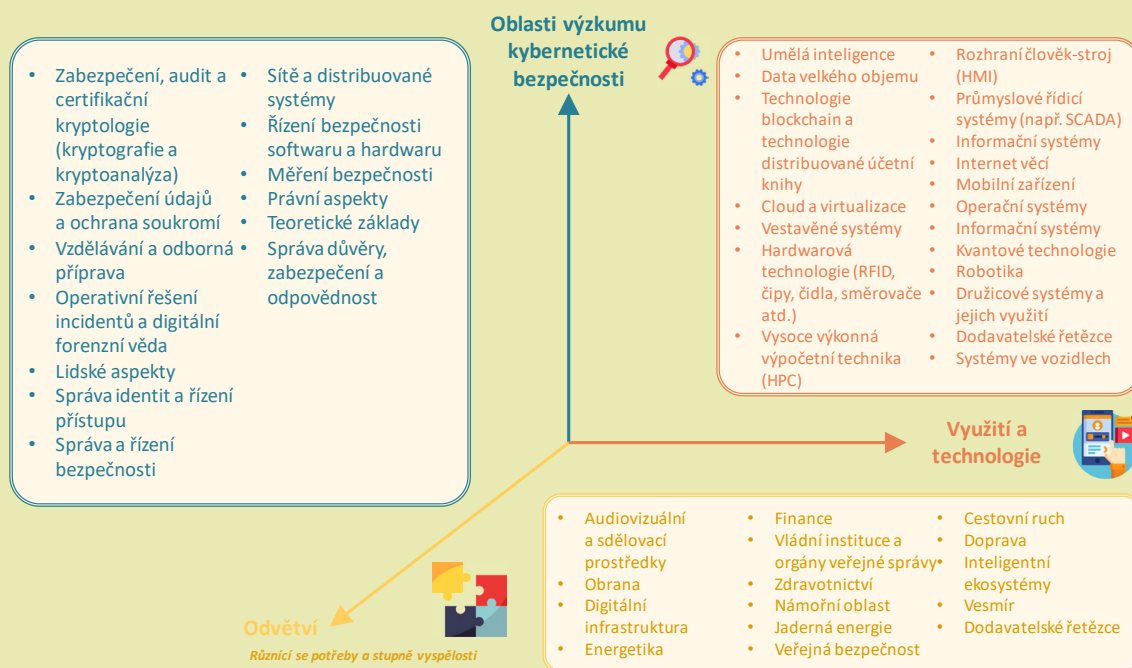 Oblasti výzkumu
kybernetické
bezpečnosti
• Zabezpečení, audit a
certifikační
kryptologie
(kryptografie a
kryptoanalýza)
• Zabezpečení údajů
a ochrana soukromí
• Vzdělávání a odborná
příprava
• Operativní řešení
incidentů a digitální
forenzní věda
• Lidské aspekty
• Správa identit a řízení
přístupu
• Správa a řízení
bezpečnosti
• Sítě a distribuované
systémy
• Řízení bezpečnosti
softwaru a hardwaru
• Měření bezpečnosti
• Právní aspekty
• Teoretické základy
• Správa důvěry,
zabezpečení a
odpovědnost
• Umělá inteligence
• Data velkého objemu
• Technologie
blockchain a
technologie
distribuované účetní
knihy
• Cloud a virtualizace
• Vestavěné systémy
• Hardwarová
technologie (RFID,
čipy, čidla, směrovače
atd.)
• Vysoce výkonná
výpočetní technika
(HPC)
• Rozhraní člověk-stroj
(HMI)
• Průmyslové řídicí
systémy (např. SCADA)
• Informační systémy
• Internet věcí
• Mobilní zařízení
• Operační systémy
• Informační systémy
• Kvantové technologie
• Robotika
• Družicové systémy a
jejich využití
• Dodavatelské řetězce
• Systémy ve vozidlech
Využití a
technologie
• Audiovizuální
a sdělovací
prostředky
• Obrana
• Digitální
infrastruktura
• Energetika
• Finance
• Vládní instituce a
orgány veřejné správy
• Zdravotnictví
• Námořní oblast
• Jaderná energie
• Veřejná bezpečnost
• Cestovní ruch
• Doprava
• Inteligentní
ekosystémy
• Vesmír
• Dodavatelské řetězce
Odvětví
Různící se potřeby a stupně vyspělosti